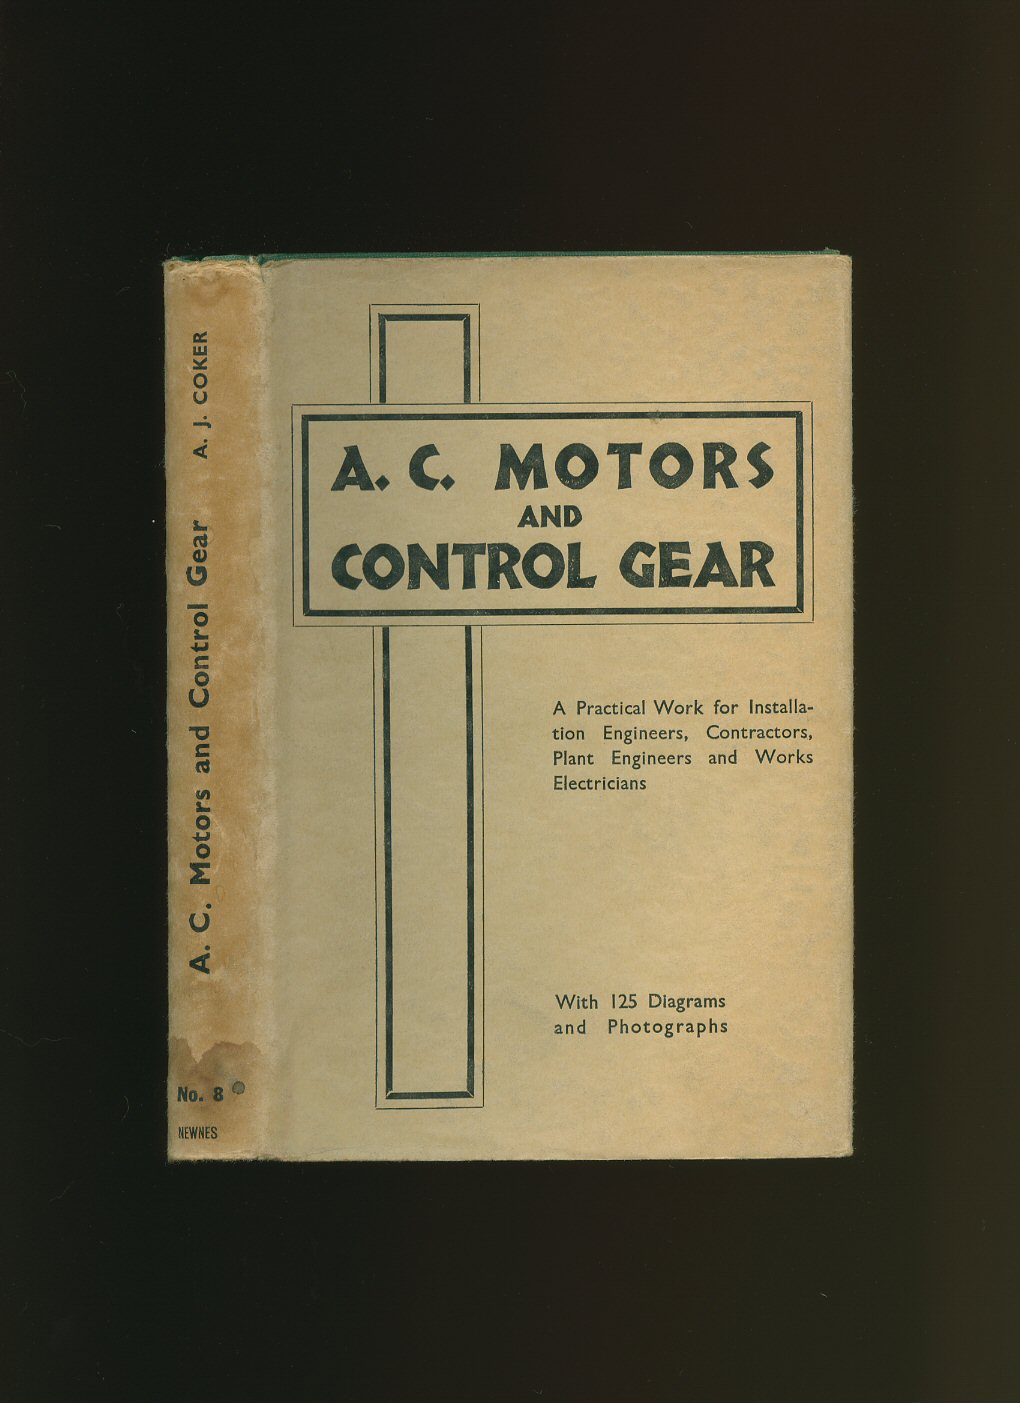 A. C. MOTORS
AND
CONTROL GEAR
A Practical Work for Installa-
tion Engineers, Contractors,
Plant Engineers and Works
Electricians
With 125 Diagrams
and Photographs
A. C. Motors and Control Gear A. J. COKER
No. 8
NEWNES